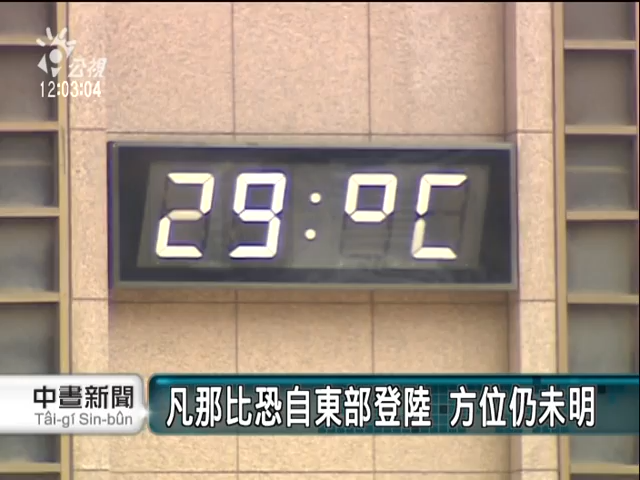 公視
12:03:04
29:°C
中晝新聞
Tâi-gí Sin-bûn
凡那比恐自東部登陸 方位仍未明